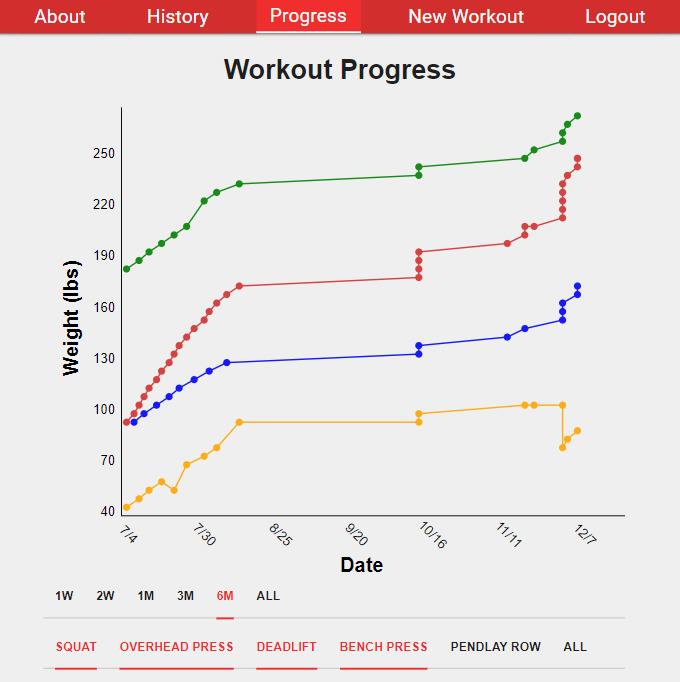 About History Progress New Workout Logout
Workout Progress
250
220
190
160
130
100
70
40
Weight (lbs)
7/4 7/30 8/25 9/20 10/16 11/11 12/7
Date
1W 2W 1M 3M 6M ALL
SQUAT OVERHEAD PRESS DEADLIFT BENCH PRESS PENDLAY ROW ALL